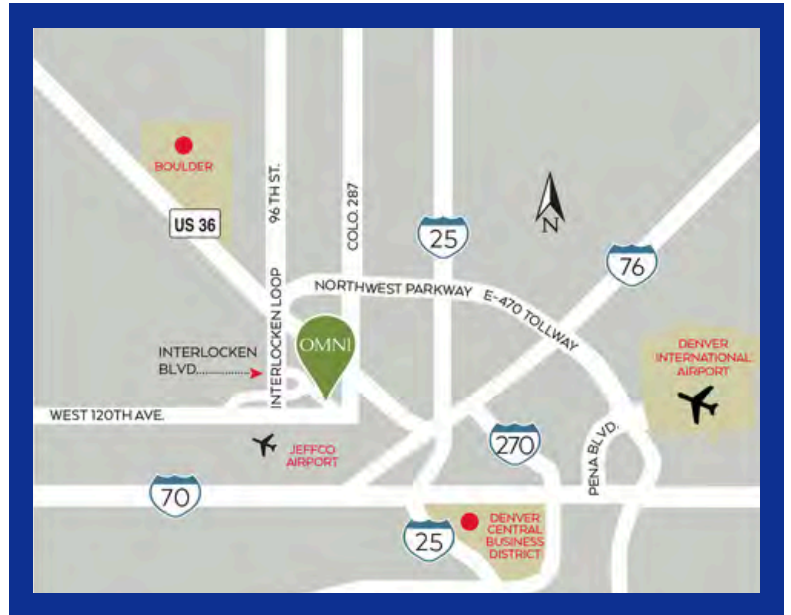 BOULDER
US 36
96 TH ST.
COLO. 287
25
N
76
NORTHWEST PARKWAY
E-470 TOLLWAY
INTERLOCKEN LOOP
OMNI
INTERLOCKEN
BLVD................
DENVER
INTERNATIONAL
AIRPORT
WEST 120TH AVE.
JEFFCO
AIRPORT
270
PENA BLVD.
70
25
DENVER
CENTRAL
BUSINESS
DISTRICT